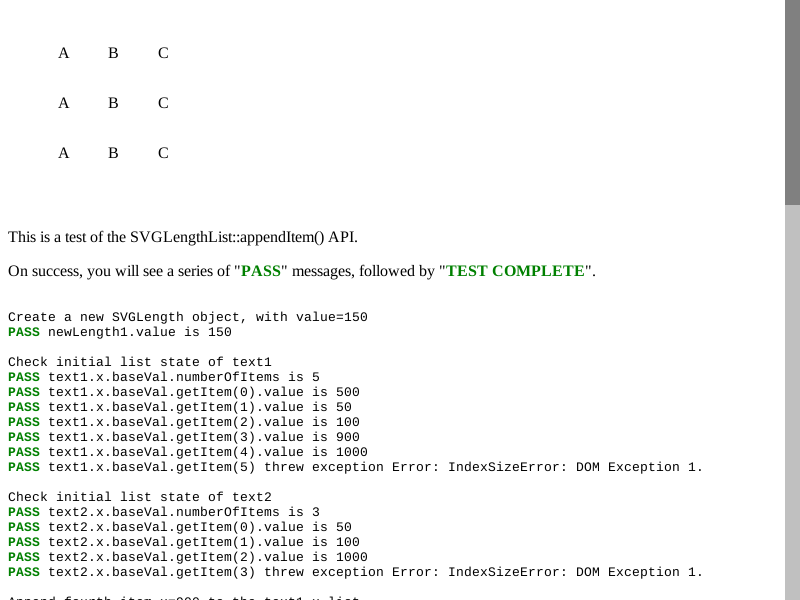 A B C
A B C
A B C
This is a test of the SVGLengthList::appendItem() API.
On success, you will see a series of "PASS" messages, followed by "TEST COMPLETE".
Create a new SVGLength object, with value=150
PASS newLength1.value is 150
Check initial list state of text1
PASS text1.x.baseVal.numberOfItems is 5
PASS text1.x.baseVal.getItem(0).value is 500
PASS text1.x.baseVal.getItem(1).value is 50
PASS text1.x.baseVal.getItem(2).value is 100
PASS text1.x.baseVal.getItem(3).value is 900
PASS text1.x.baseVal.getItem(4).value is 1000
PASS text1.x.baseVal.getItem(5) threw exception Error: IndexSizeError: DOM Exception 1.
Check initial list state of text2
PASS text2.x.baseVal.numberOfItems is 3
PASS text2.x.baseVal.getItem(0).value is 50
PASS text2.x.baseVal.getItem(1).value is 100
PASS text2.x.baseVal.getItem(2).value is 1000
PASS text2.x.baseVal.getItem(3) threw exception Error: IndexSizeError: DOM Exception 1.